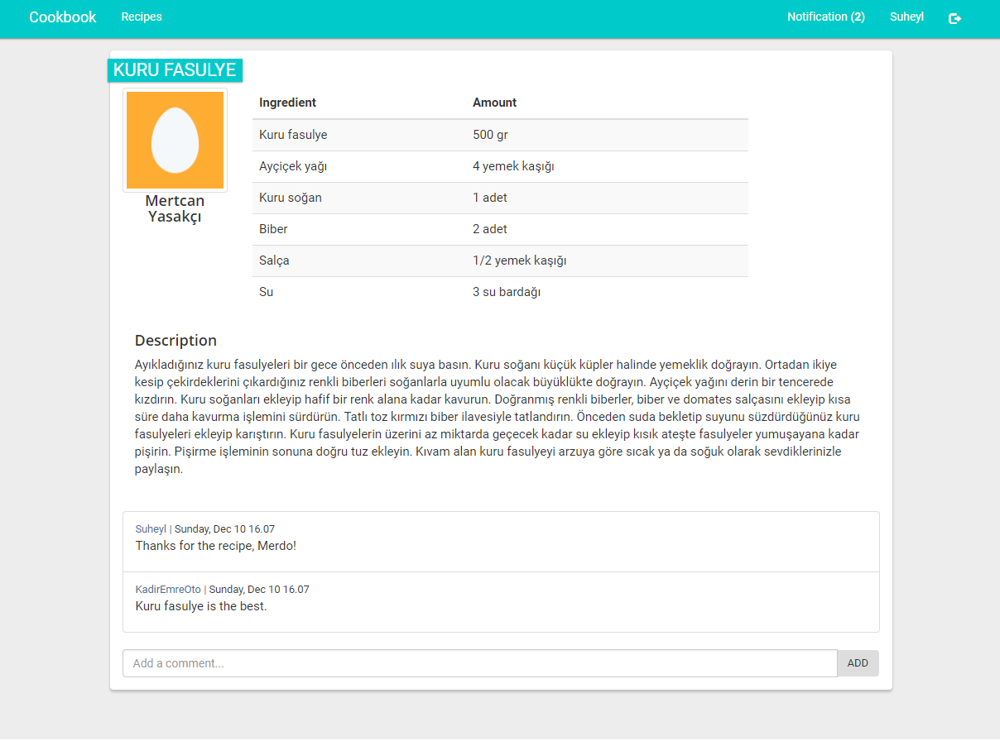 Cookbook Recipes Notification (2) Suheyl
KURU FASULYE
Mertcan
Yasakçı
Ingredient Amount
Kuru fasulye 500 gr
Ayçiçek yağı 4 yemek kaşığı
Kuru soğan 1 adet
Biber 2 adet
Salça 1/2 yemek kaşığı
Su 3 su bardağı
Description
Ayıkladığınız kuru fasulyeleri bir gece önceden ılık suya basın. Kuru soğanı küçük küpler halinde yemeklik doğrayın. Ortadan ikiye
kesip çekirdeklerini çıkardığınız renkli biberleri soğanlarla uyumlu olacak büyüklükte doğrayın. Ayçiçek yağını derin bir tencerede
kızdırın. Kuru soğanları ekleyip hafif bir renk alana kadar kavurun. Doğranmış renkli biberler, biber ve domates salçasını ekleyip kısa
süre daha kavurma işlemini sürdürün. Tatlı toz kırmızı biber ilavesiyle tatlandırın. Önceden suda bekletip suyunu süzdürdüğünüz kuru
fasulyeleri ekleyip karıştırın. Kuru fasulyelerin üzerini az miktarda geçecek kadar su ekleyip kısık ateşte fasulyeler yumuşayana kadar
pişirin. Pişirme işleminin sonuna doğru tuz ekleyin. Kıvam alan kuru fasulyeyi arzuya göre sıcak ya da soğuk olarak sevdiklerinizle
paylaşın.
Suheyl | Sunday, Dec 10 16.07
Thanks for the recipe, Merdo!
KadirEmreOto | Sunday, Dec 10 16.07
Kuru fasulye is the best.
Add a comment... ADD